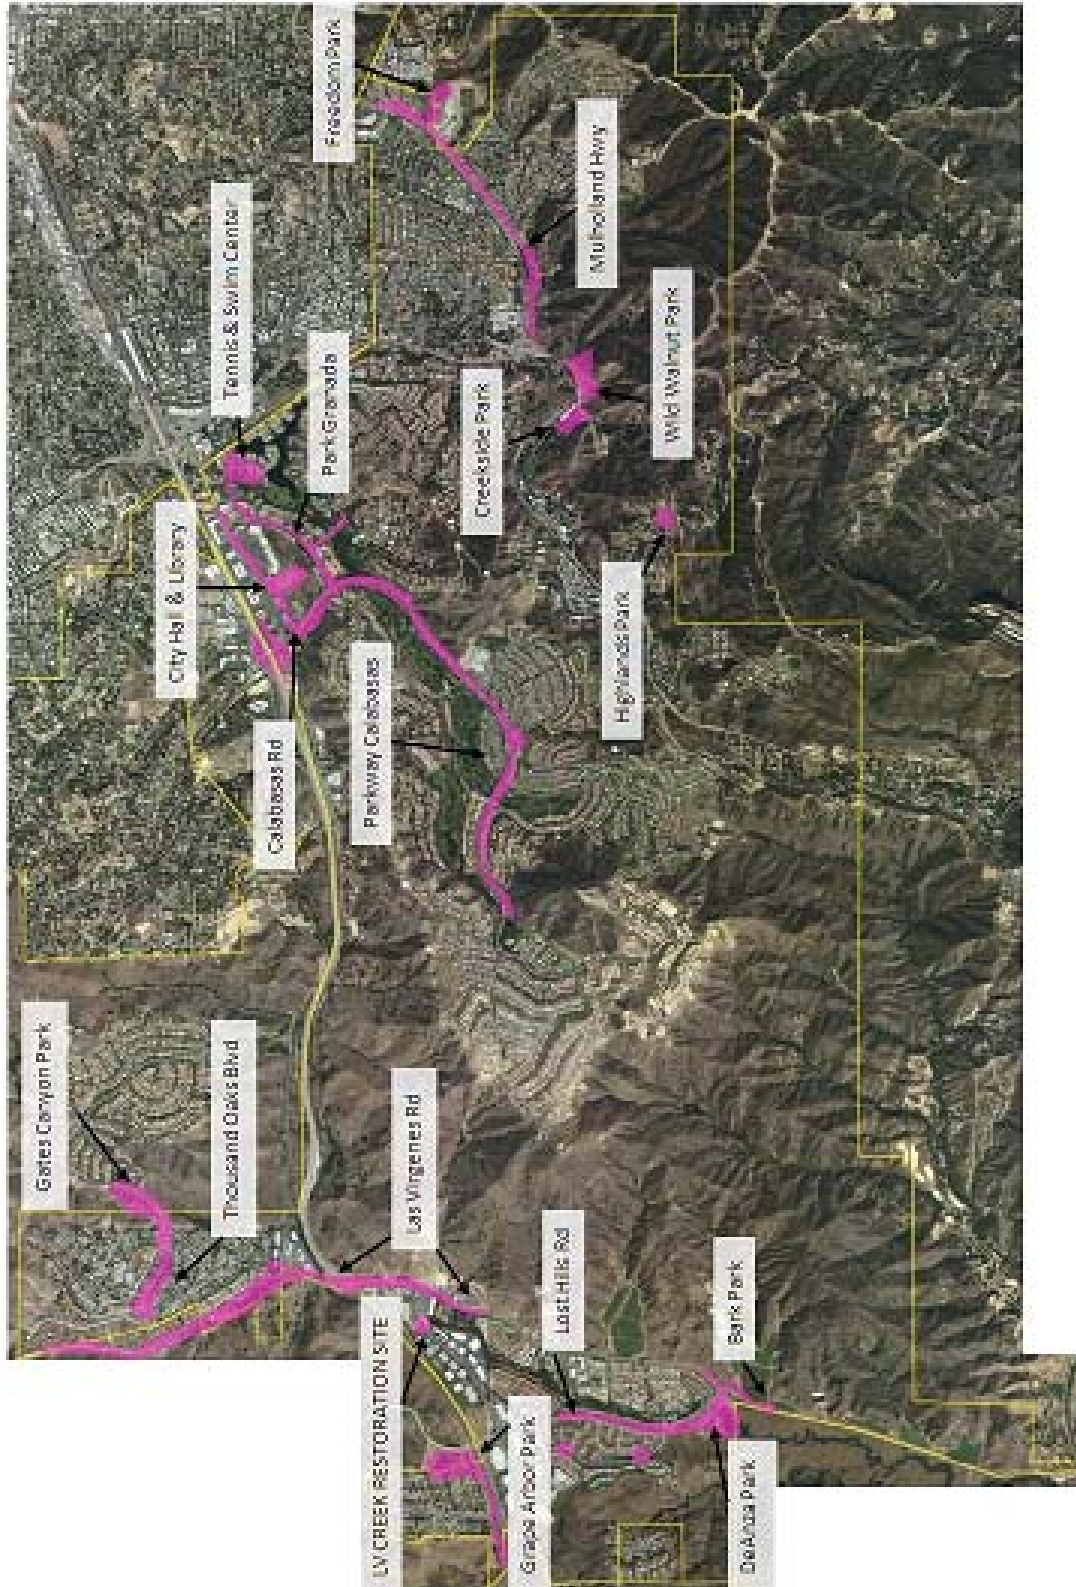 Gates Canyon Park
Thousand Oaks Blvd
Las Virgenes Rd
LV CREEK RESTORATION SITE
Grape Arbor Park
Lost Hills Rd
Bark Park
DeAnza Park
City Hall & Library
Calabasas Rd
Parkway Calabasas
Tennis & Swim Center
Park Granada
Creekside Park
Highlands Park
Wild Walnut Park
Mulholland Hwy
Freedom Park